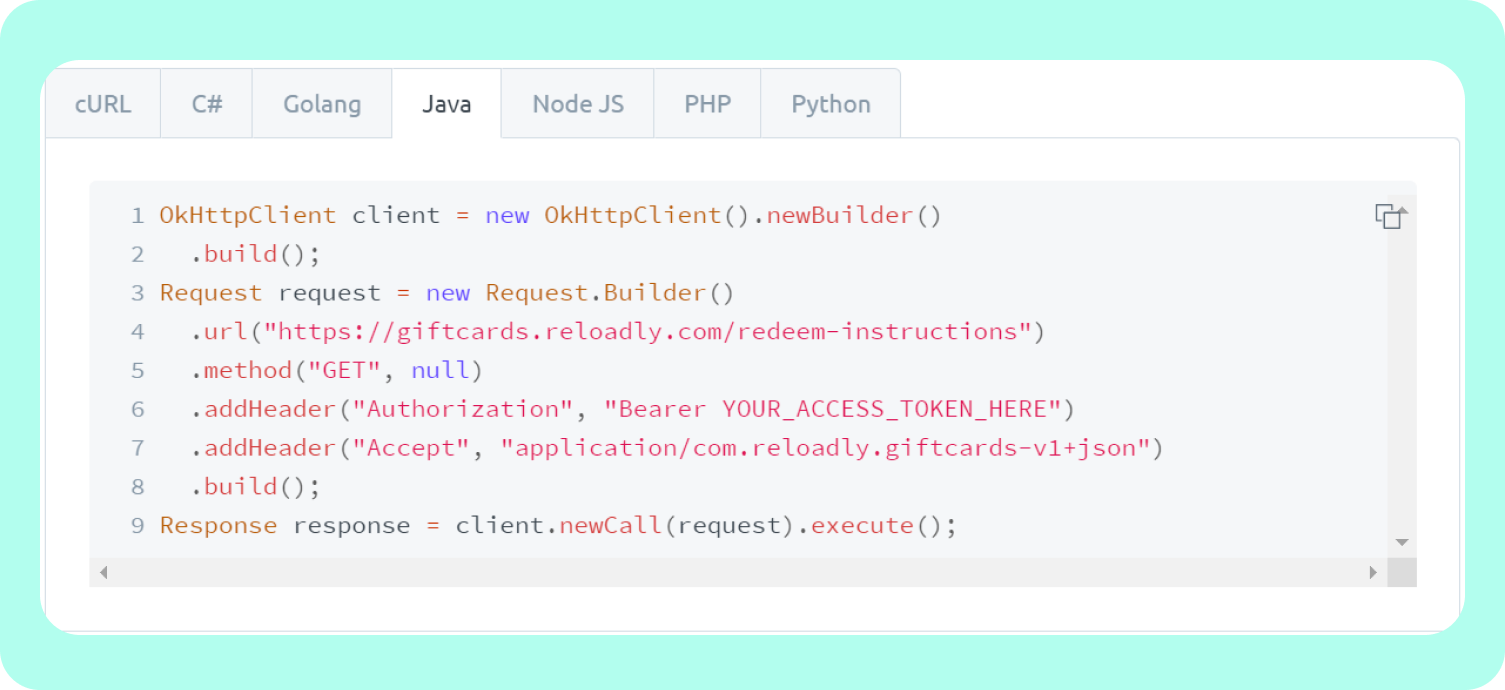 cURL C# Golang Java Node JS PHP Python
1 OkHttpClient client = new OkHttpClient().newBuilder()
2   .build();
3 Request request = new Request.Builder()
4   .url("https://giftcards.reloadly.com/redeem-instructions")
5   .method("GET", null)
6   .addHeader("Authorization", "Bearer YOUR_ACCESS_TOKEN_HERE")
7   .addHeader("Accept", "application/com.reloadly.giftcards-v1+json")
8   .build();
9 Response response = client.newCall(request).execute();